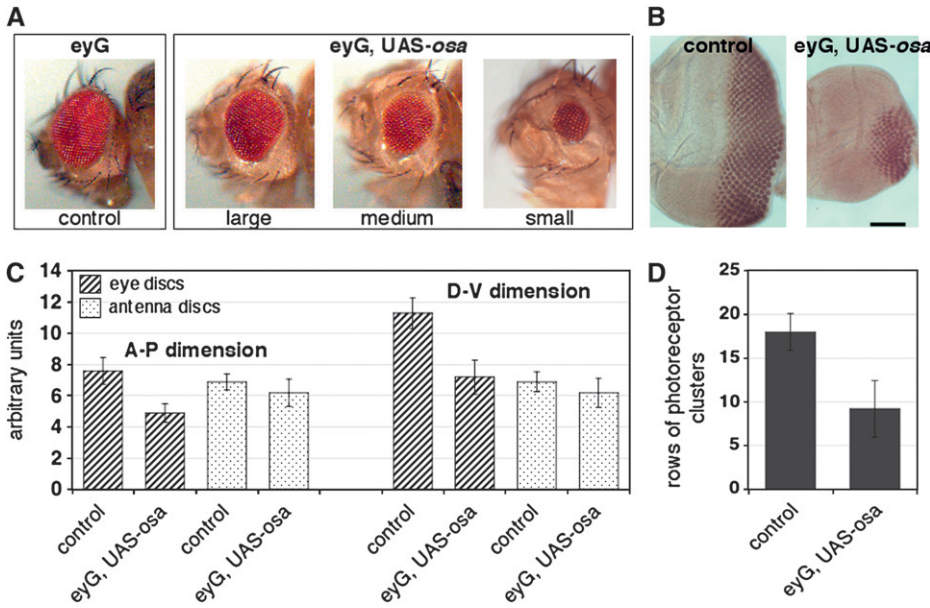 A
eyG
eyG, UAS-osa
control
large
medium
small
B
control
eyG, UAS-osa
C
arbitrary units
14
12
10
8
6
4
2
0
eye discs
antenna discs
A-P dimension
D-V dimension
control
eyG, UAS-osa
control
eyG, UAS-osa
control
eyG, UAS-osa
control
eyG, UAS-osa
D
rows of photoreceptor
clusters
25
20
15
10
5
0
control
eyG, UAS-osa